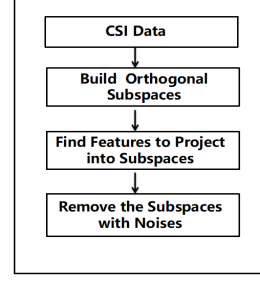 CSI Data
Build Orthogonal
Subspaces
Find Features to Project
into Subspaces
Remove the Subspaces
with Noises